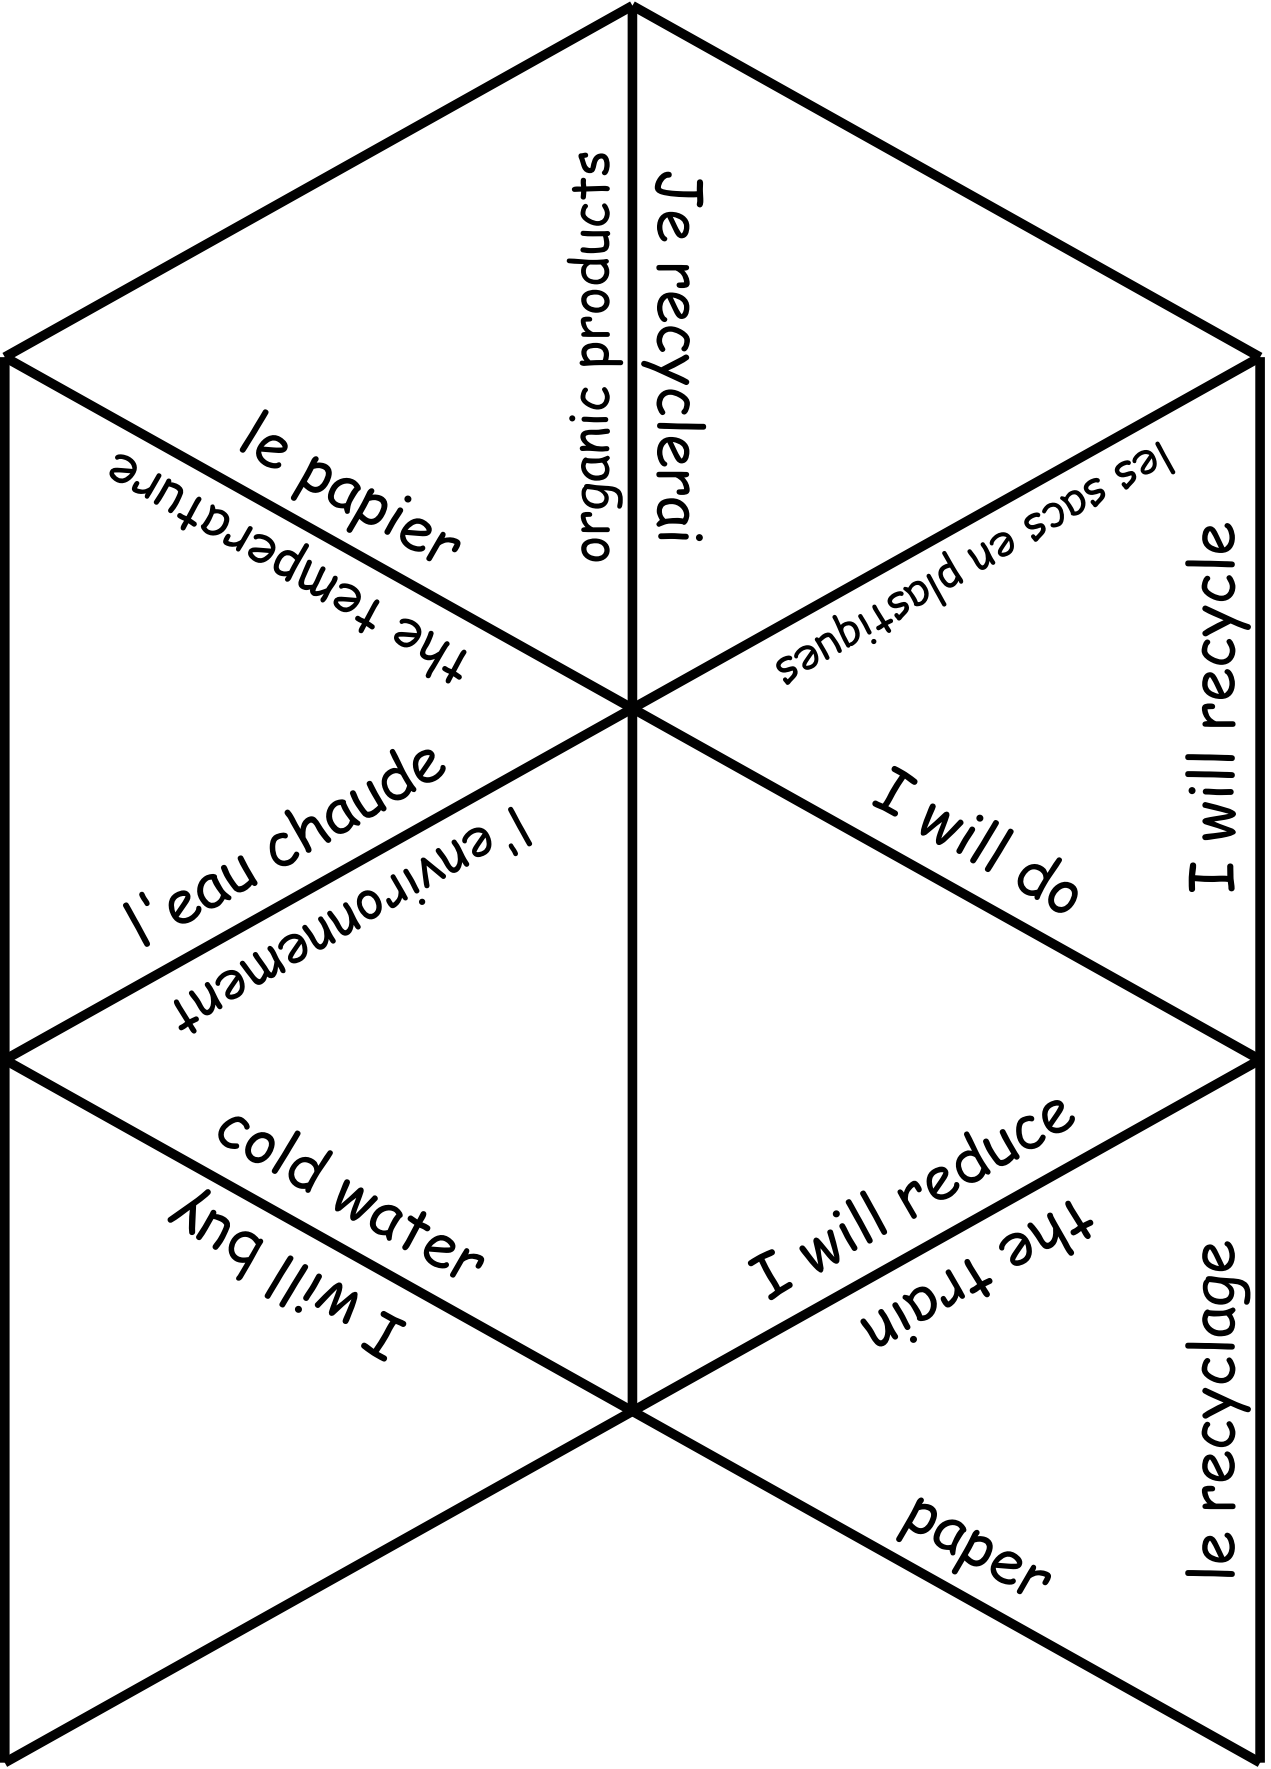 organic products
Je recyclerai
le papier
the temperature
les sacs en plastiques
I will recycle
l'eau chaude
l'environnement
I will do
cold water
I will buy
I will reduce
the train
le recyclage
paper